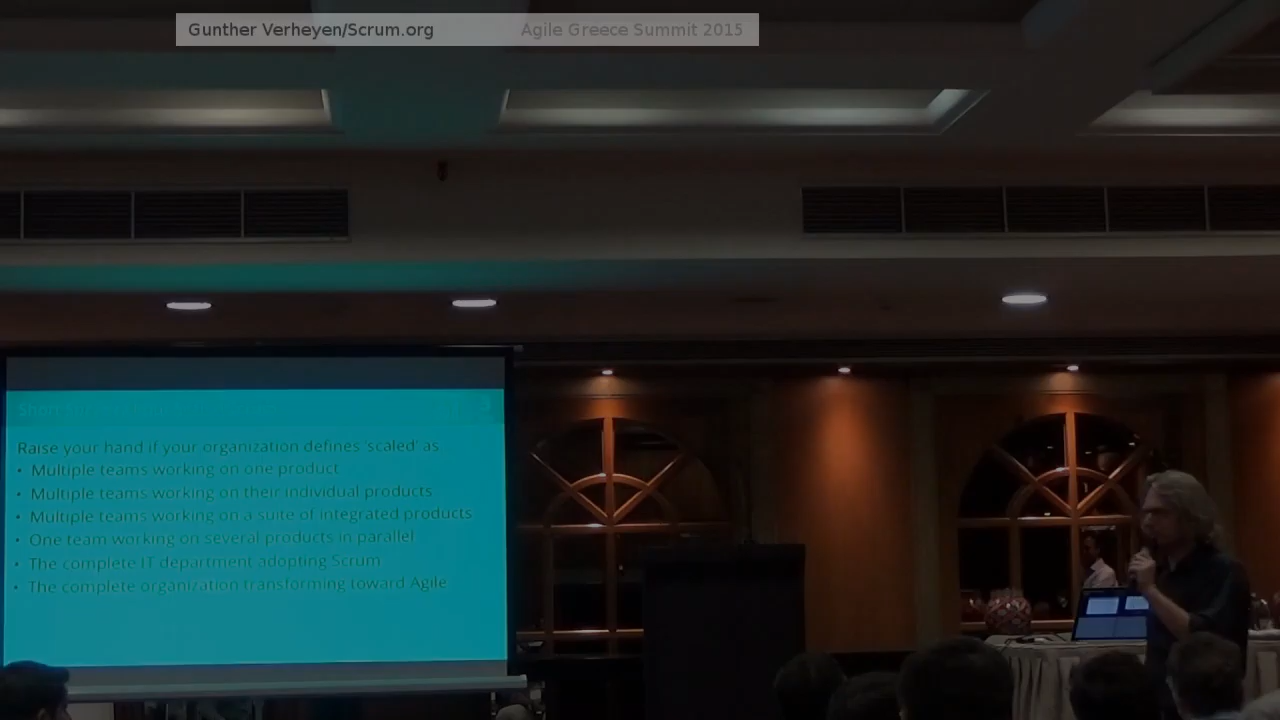 Gunther Verheyen/Scrum.org Agile Greece Summit 2015
Raise your hand if your organization defines 'scaled' as
• Multiple teams working on one product
• Multiple teams working on their individual products
• Multiple teams working on a suite of integrated products
• One team working on several products in parallel
• The complete IT department adopting Scrum
• The complete organization transforming toward Agile